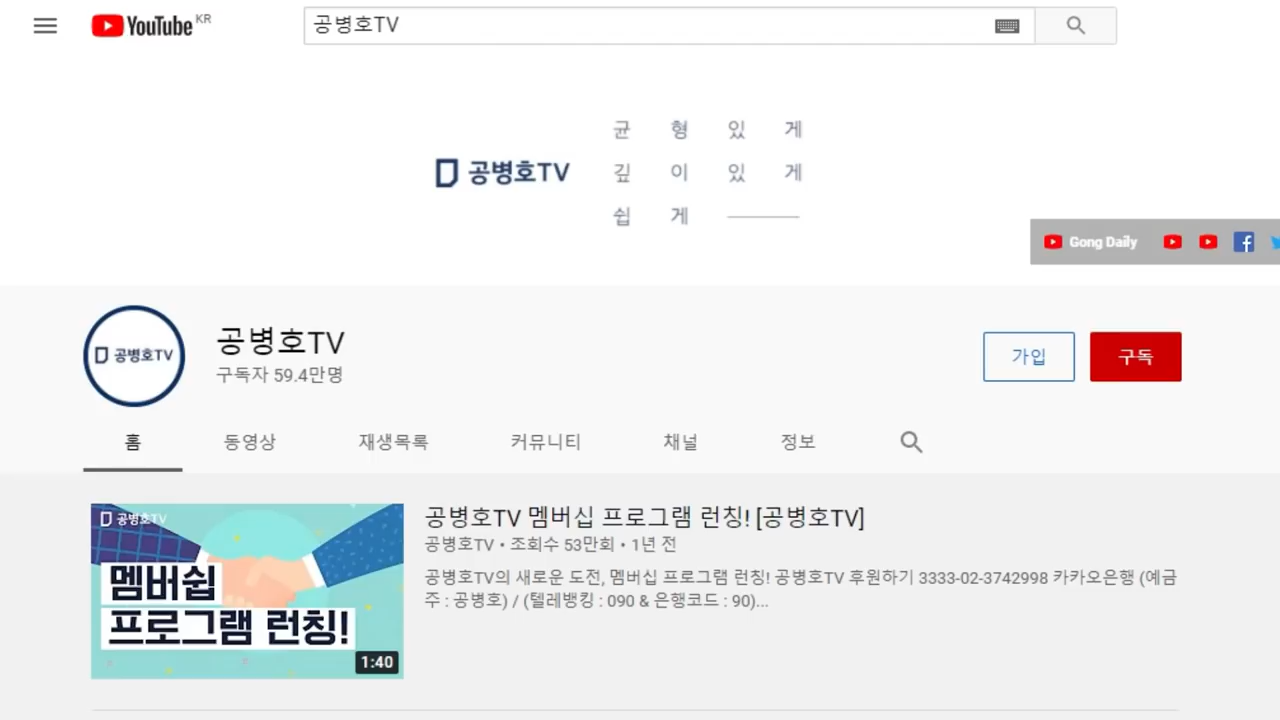 YouTube KR
공병호TV
균 형 있 게
공병호TV
깊 이 있 게
쉽 게
Gong Daily
공병호TV
공병호TV
구독자 59.4만명
가입
구독
홈 동영상 재생목록 커뮤니티 채널 정보
공병호TV
멤버쉽
프로그램 런칭!
1:40
공병호TV 멤버십 프로그램 런칭! [공병호TV]
공병호TV • 조회수 53만회 • 1년 전
공병호TV의 새로운 도전, 멤버십 프로그램 런칭! 공병호TV 후원하기 3333-02-3742998 카카오은행 (예금
주 : 공병호) / (텔레뱅킹 : 090 & 은행코드 : 90)...